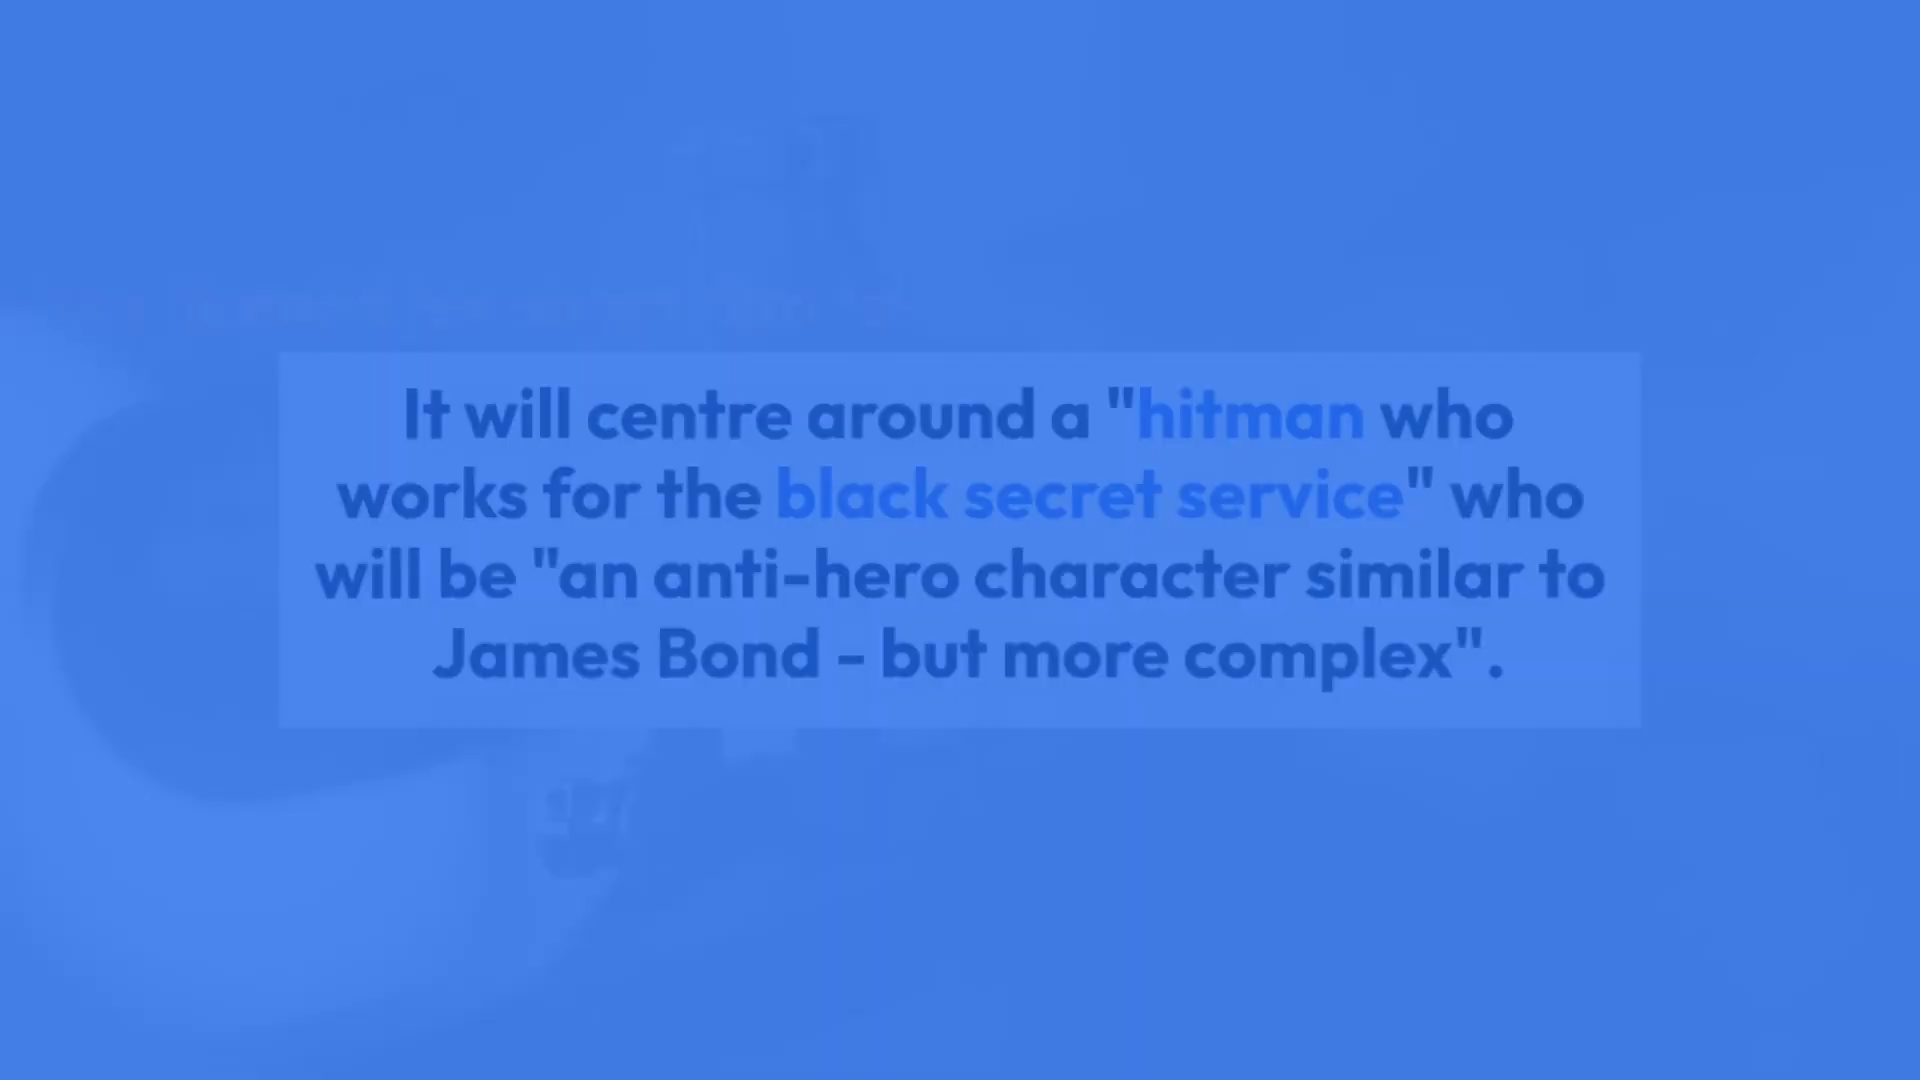 It will centre around a "hitman who
works for the black secret service" who
will be "an anti-hero character similar to
James Bond - but more complex".